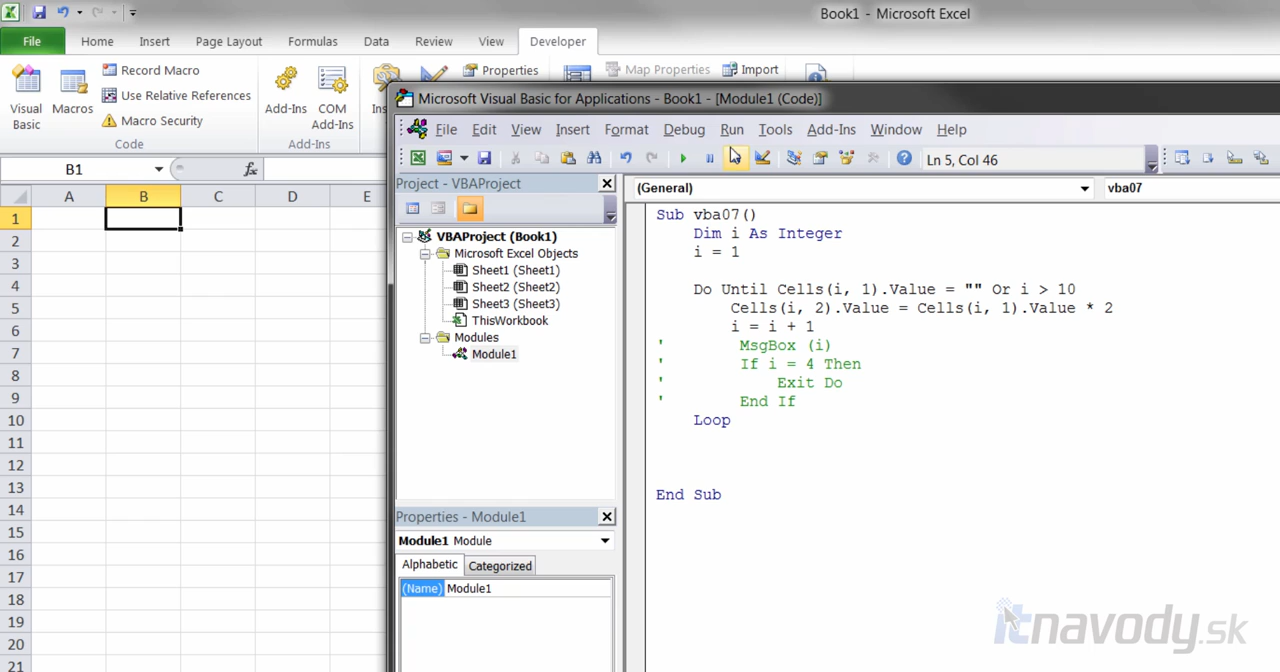 Book1 - Microsoft Excel
File Home Insert Page Layout Formulas Data Review View Developer
Visual Basic
Macros
Record Macro
Use Relative References
Macro Security
Code
Add-Ins
COM Add-Ins
Add-Ins
Ins
Properties
Map Properties
Import
B1
fx
A B C D E
1
2
3
4
5
6
7
8
9
10
11
12
13
14
15
16
17
18
19
20
21
Microsoft Visual Basic for Applications - Book1 - [Module1 (Code)]
File Edit View Insert Format Debug Run Tools Add-Ins Window Help
Ln 5, Col 46
Project - VBAProject
VBAProject (Book1)
Microsoft Excel Objects
Sheet1 (Sheet1)
Sheet2 (Sheet2)
Sheet3 (Sheet3)
ThisWorkbook
Modules
Module1
Properties - Module1
Module1 Module
Alphabetic Categorized
(Name) Module1
(General) vba07
Sub vba07()
Dim i As Integer
i = 1
Do Until Cells(i, 1).Value = "" Or i > 10
Cells(i, 2).Value = Cells(i, 1).Value * 2
i = i + 1
' MsgBox (i)
' If i = 4 Then
' Exit Do
' End If
Loop
End Sub
itnavody.sk